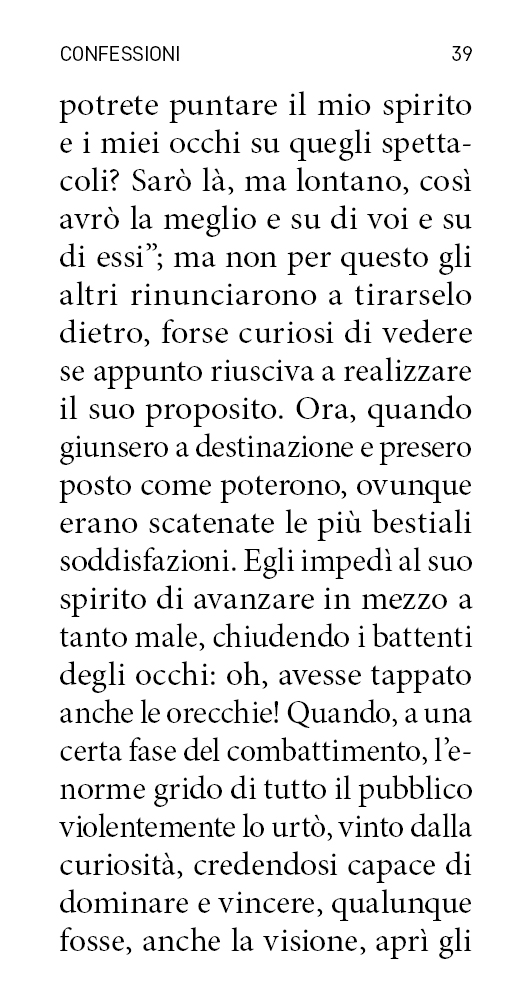 CONFESSIONI 39
potrete puntare il mio spirito
e i miei occhi su quegli spetta-
coli? Sarò là, ma lontano, così
avrò la meglio e su di voi e su
di essi”; ma non per questo gli
altri rinunciarono a tirarselo
dietro, forse curiosi di vedere
se appunto riusciva a realizzare
il suo proposito. Ora, quando
giunsero a destinazione e presero
posto come poterono, ovunque
erano scatenate le più bestiali
soddisfazioni. Egli impedì al suo
spirito di avanzare in mezzo a
tanto male, chiudendo i battenti
degli occhi: oh, avesse tappato
anche le orecchie! Quando, a una
certa fase del combattimento, l’e-
norme grido di tutto il pubblico
violentemente lo urtò, vinto dalla
curiosità, credendosi capace di
dominare e vincere, qualunque
fosse, anche la visione, aprì gli